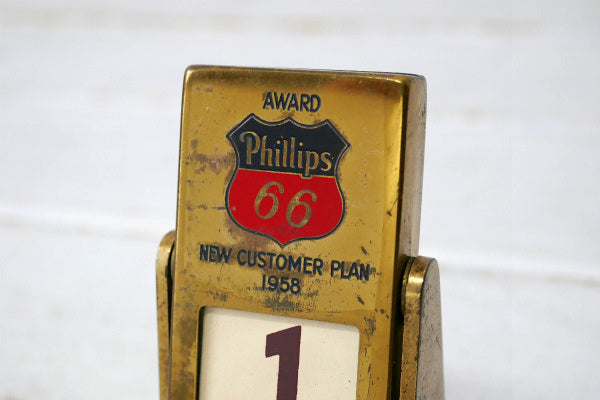 AWARD
Phillips
66
NEW CUSTOMER PLAN
1958
1